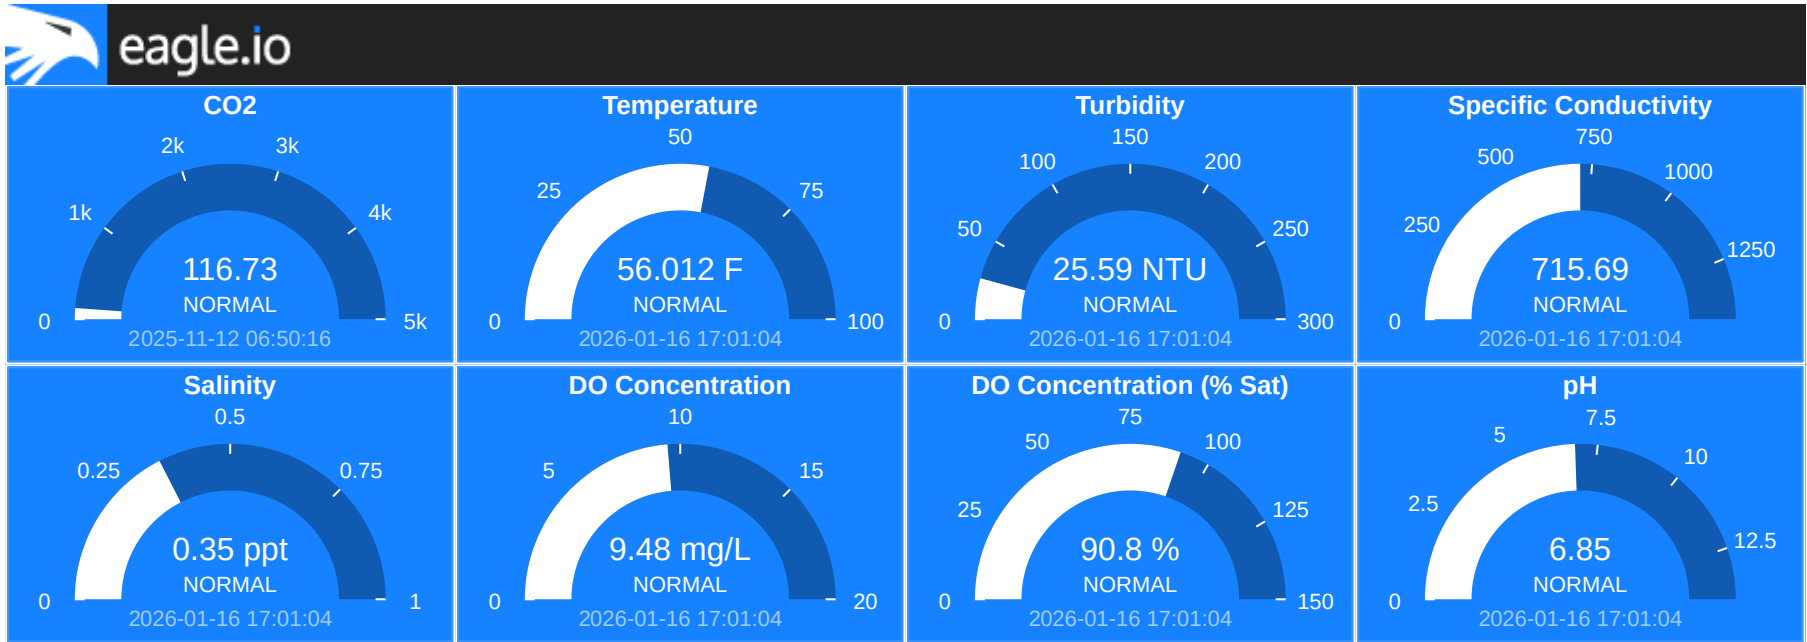 eagle.io
CO2
0
1k
2k
3k
4k
5k
116.73
NORMAL
2025-11-12 06:50:16
Temperature
0
25
50
75
100
56.012 F
NORMAL
2026-01-16 17:01:04
Turbidity
0
50
100
150
200
250
300
25.59 NTU
NORMAL
2026-01-16 17:01:04
Specific Conductivity
0
250
500
750
1000
1250
715.69
NORMAL
2026-01-16 17:01:04
Salinity
0
0.25
0.5
0.75
1
0.35 ppt
NORMAL
2026-01-16 17:01:04
DO Concentration
0
5
10
15
20
9.48 mg/L
NORMAL
2026-01-16 17:01:04
DO Concentration (% Sat)
0
25
50
75
100
125
150
90.8 %
NORMAL
2026-01-16 17:01:04
pH
0
2.5
5
7.5
10
12.5
6.85
NORMAL
2026-01-16 17:01:04